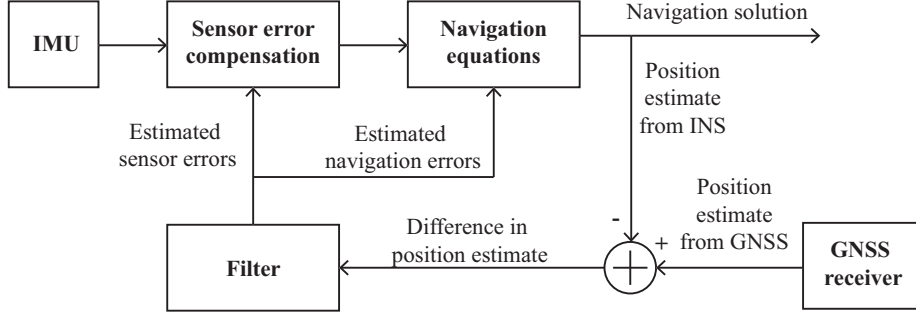 IMU
Sensor error
compensation
Navigation
equations
Navigation solution
Position
estimate
from INS
Estimated
sensor errors
Estimated
navigation errors
Position
estimate
from GNSS
-
+
Difference in
position estimate
Filter
GNSS
receiver